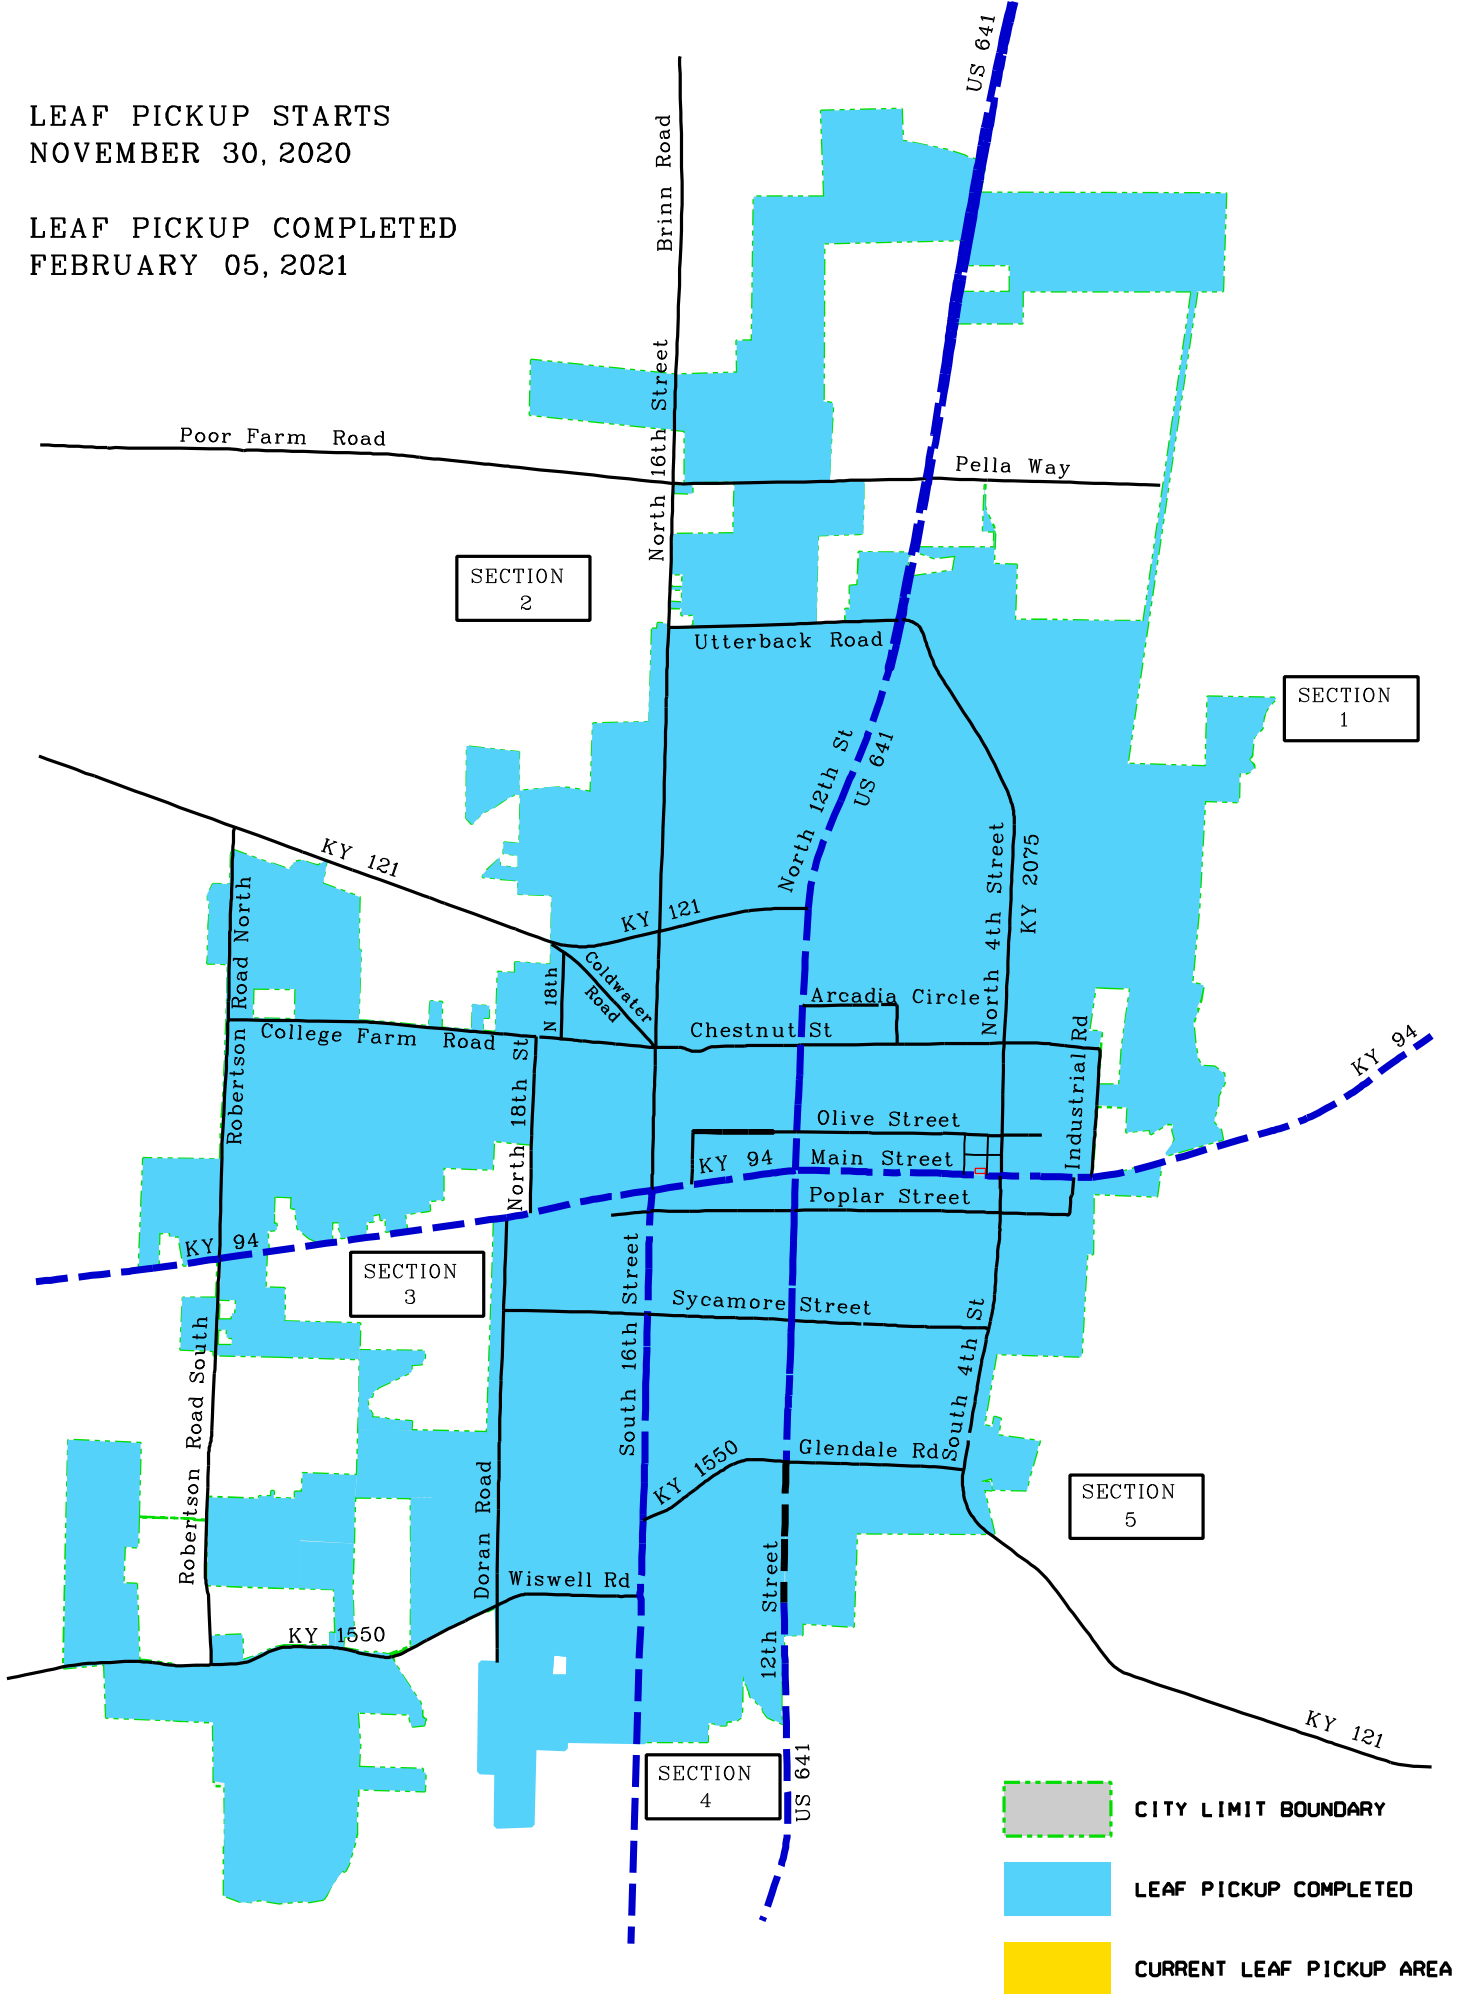 LEAF PICKUP STARTS
NOVEMBER 30, 2020
LEAF PICKUP COMPLETED
FEBRUARY 05, 2021
US 641
Brinn Road
North 16th Street
Poor Farm Road
Pella Way
SECTION
2
Utterback Road
SECTION
1
North 12th St
US 641
KY 121
KY 121
North 4th Street
KY 2075
Road North
Robertson
College Farm Road
N 18th
Coldwater
Road
Arcadia Circle
Chestnut St
North 18th St
Industrial Rd
KY 94
Olive Street
KY 94
Main Street
Poplar Street
KY 94
SECTION
3
South 16th Street
Sycamore Street
South 4th St
Robertson Road South
Glendale Rd
KY 1550
Doran Road
SECTION
5
Wiswell Rd
12th Street
KY 1550
KY 121
SECTION
4
US 641
CITY LIMIT BOUNDARY
LEAF PICKUP COMPLETED
CURRENT LEAF PICKUP AREA